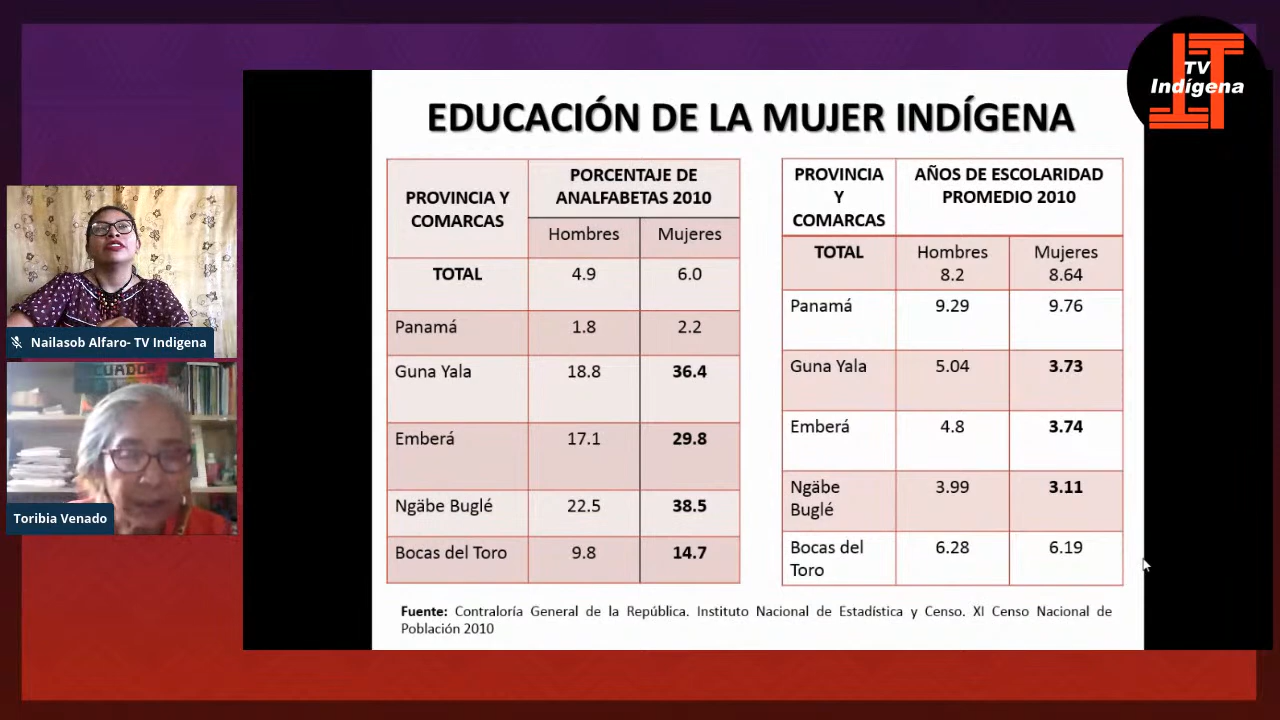 TV
Indígena
EDUCACIÓN DE LA MUJER INDÍGENA
PROVINCIA Y
COMARCAS
PORCENTAJE DE
ANALFABETAS 2010
Hombres
Mujeres
TOTAL 4.9 6.0
Panamá 1.8 2.2
Guna Yala 18.8 36.4
Emberá 17.1 29.8
Ngäbe Buglé 22.5 38.5
Bocas del Toro 9.8 14.7
PROVINCIA
Y
COMARCAS
AÑOS DE ESCOLARIDAD
PROMEDIO 2010
TOTAL
Hombres
8.2
Mujeres
8.64
Panamá 9.29 9.76
Guna Yala 5.04 3.73
Emberá 4.8 3.74
Ngäbe
Buglé
3.99 3.11
Bocas del
Toro
6.28 6.19
Fuente: Contraloría General de la República. Instituto Nacional de Estadística y Censo. XI Censo Nacional de
Población 2010
Nailasob Alfaro- TV Indigena
CUADOR
Toribia Venado